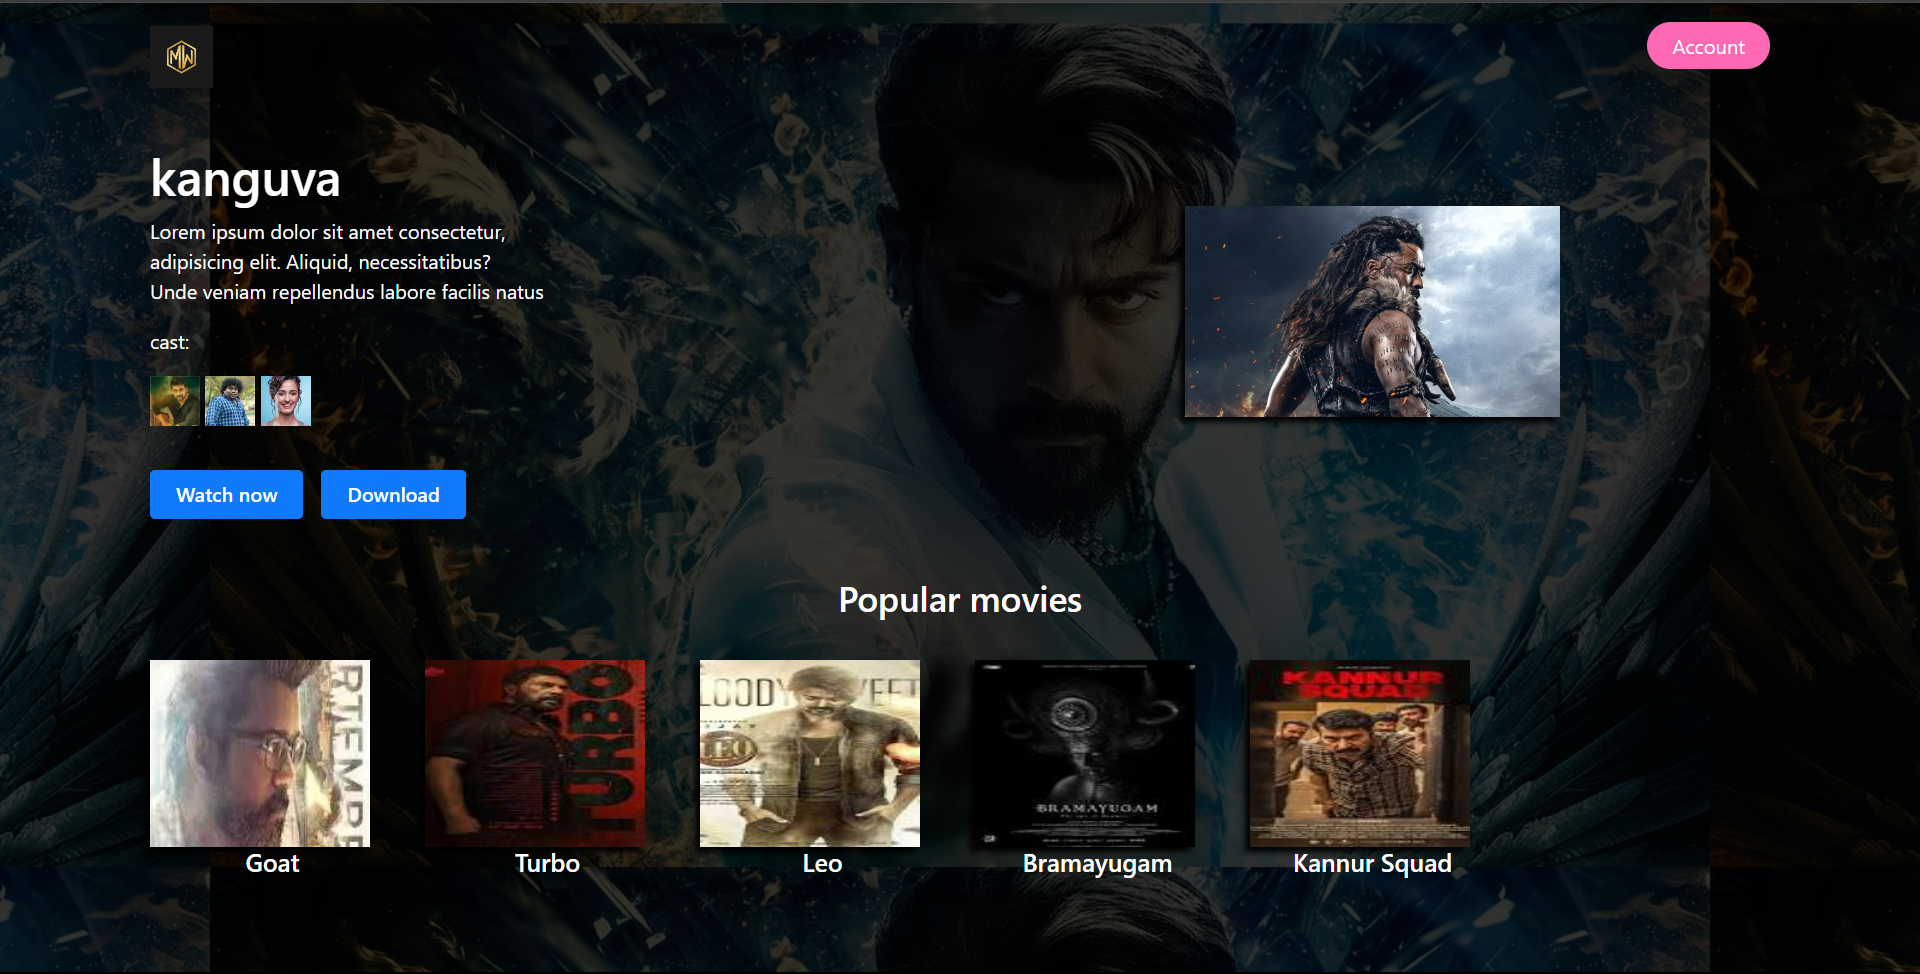 MW
Account
kanguva
Lorem ipsum dolor sit amet consectetur,
adipisicing elit. Aliquid, necessitatibus?
Unde veniam repellendus labore facilis natus
cast:
Watch now
Download
Popular movies
TURBO
LEO
BRAMAYUGAM
KANNUR
SQUAD
Goat
Turbo
Leo
Bramayugam
Kannur Squad